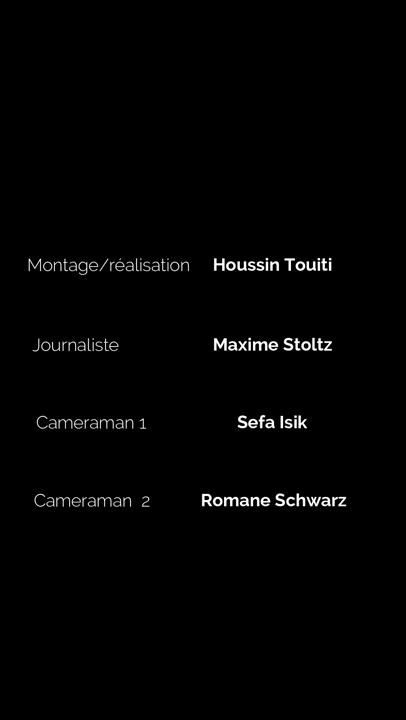 Montage/réalisation Houssin Touiti
Journaliste Maxime Stoltz
Cameraman 1 Sefa Isik
Cameraman 2 Romane Schwarz